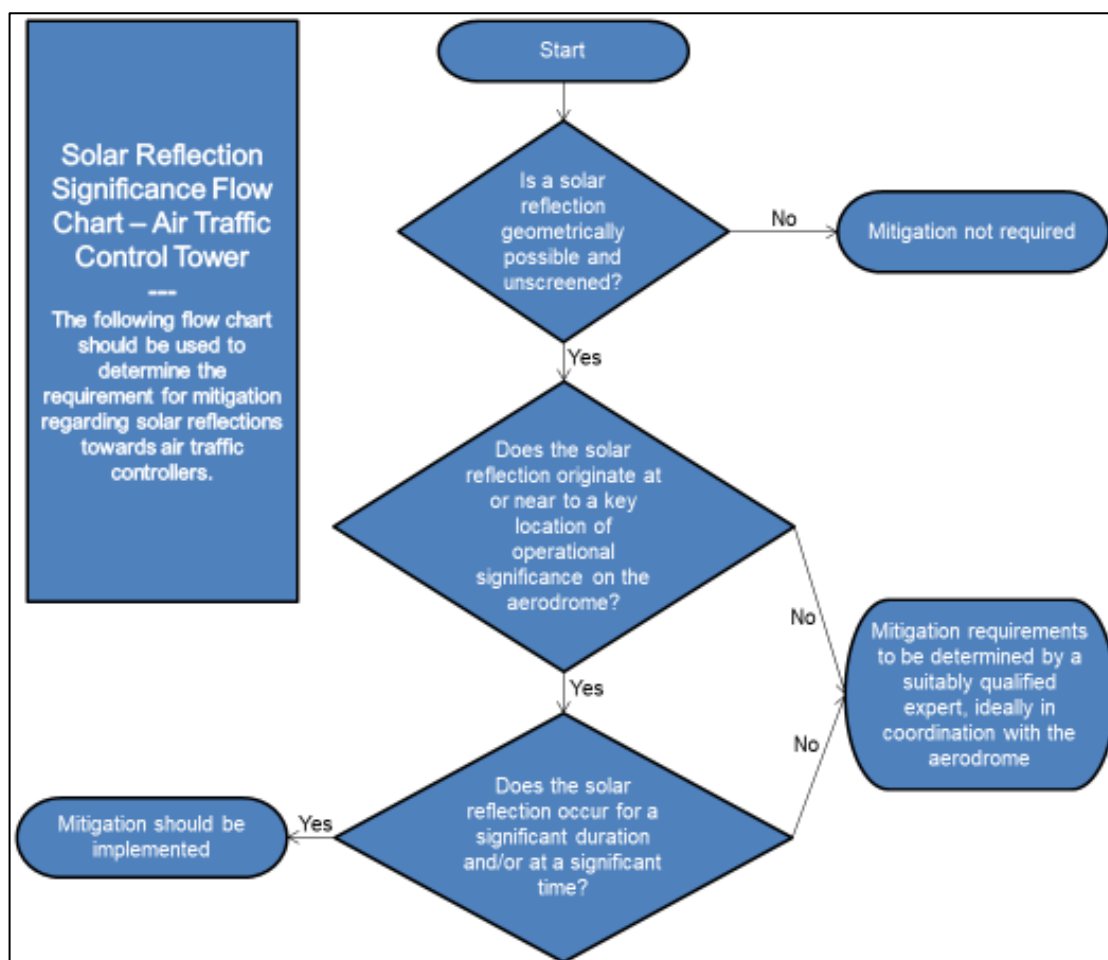 Solar Reflection
Significance Flow
Chart – Air Traffic
Control Tower
---
The following flow chart
should be used to
determine the
requirement for mitigation
regarding solar reflections
towards air traffic
controllers.
Start
Is a solar
reflection
geometrically
possible and
unscreened?
No
Mitigation not required
Yes
Does the solar
reflection originate at
or near to a key
location of
operational
significance on the
aerodrome?
No
Mitigation requirements
to be determined by a
suitably qualified
expert, ideally in
coordination with the
aerodrome
Yes
No
Does the solar
reflection occur for a
significant duration
and/or at a significant
time?
Yes
Mitigation should be
implemented